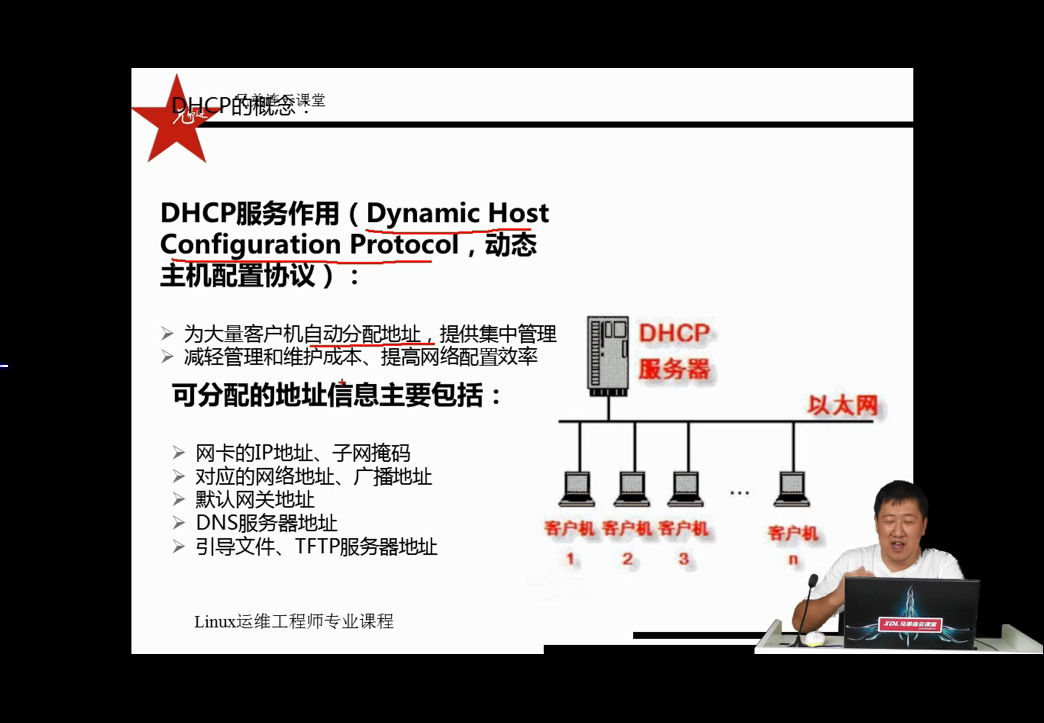 兄弟连云课堂
DHCP的概念：
DHCP服务作用（Dynamic Host
Configuration Protocol，动态
主机配置协议）：
为大量客户机自动分配地址，提供集中管理
减轻管理和维护成本、提高网络配置效率
可分配的地址信息主要包括：
网卡的IP地址、子网掩码
对应的网络地址、广播地址
默认网关地址
DNS服务器地址
引导文件、TFTP服务器地址
DHCP
服务器
以太网
...
客户机 客户机 客户机 客户机
1 2 3 n
Linux运维工程师专业课程
XDL兄弟连云课堂